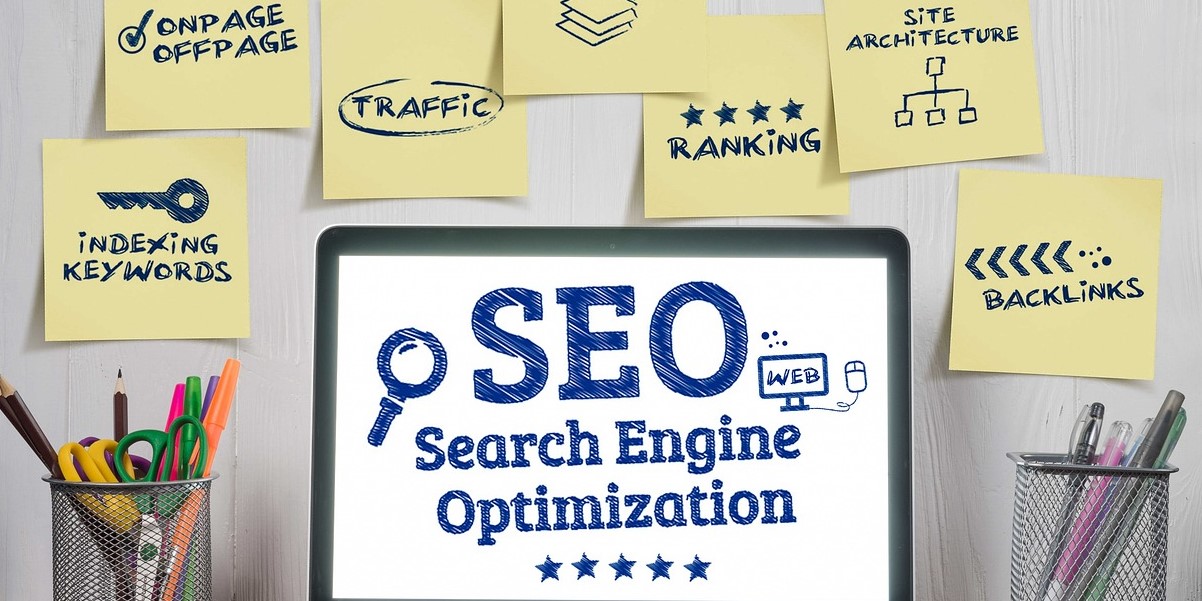 ONPAGE
OFFPAGE
TRAFFiC
RANKiNG
SiTE
ARCHiTECTURE
iNDEXiNG
KEYWORDS
BACKLiNKS
SEO
WEB
Search Engine
Optimization